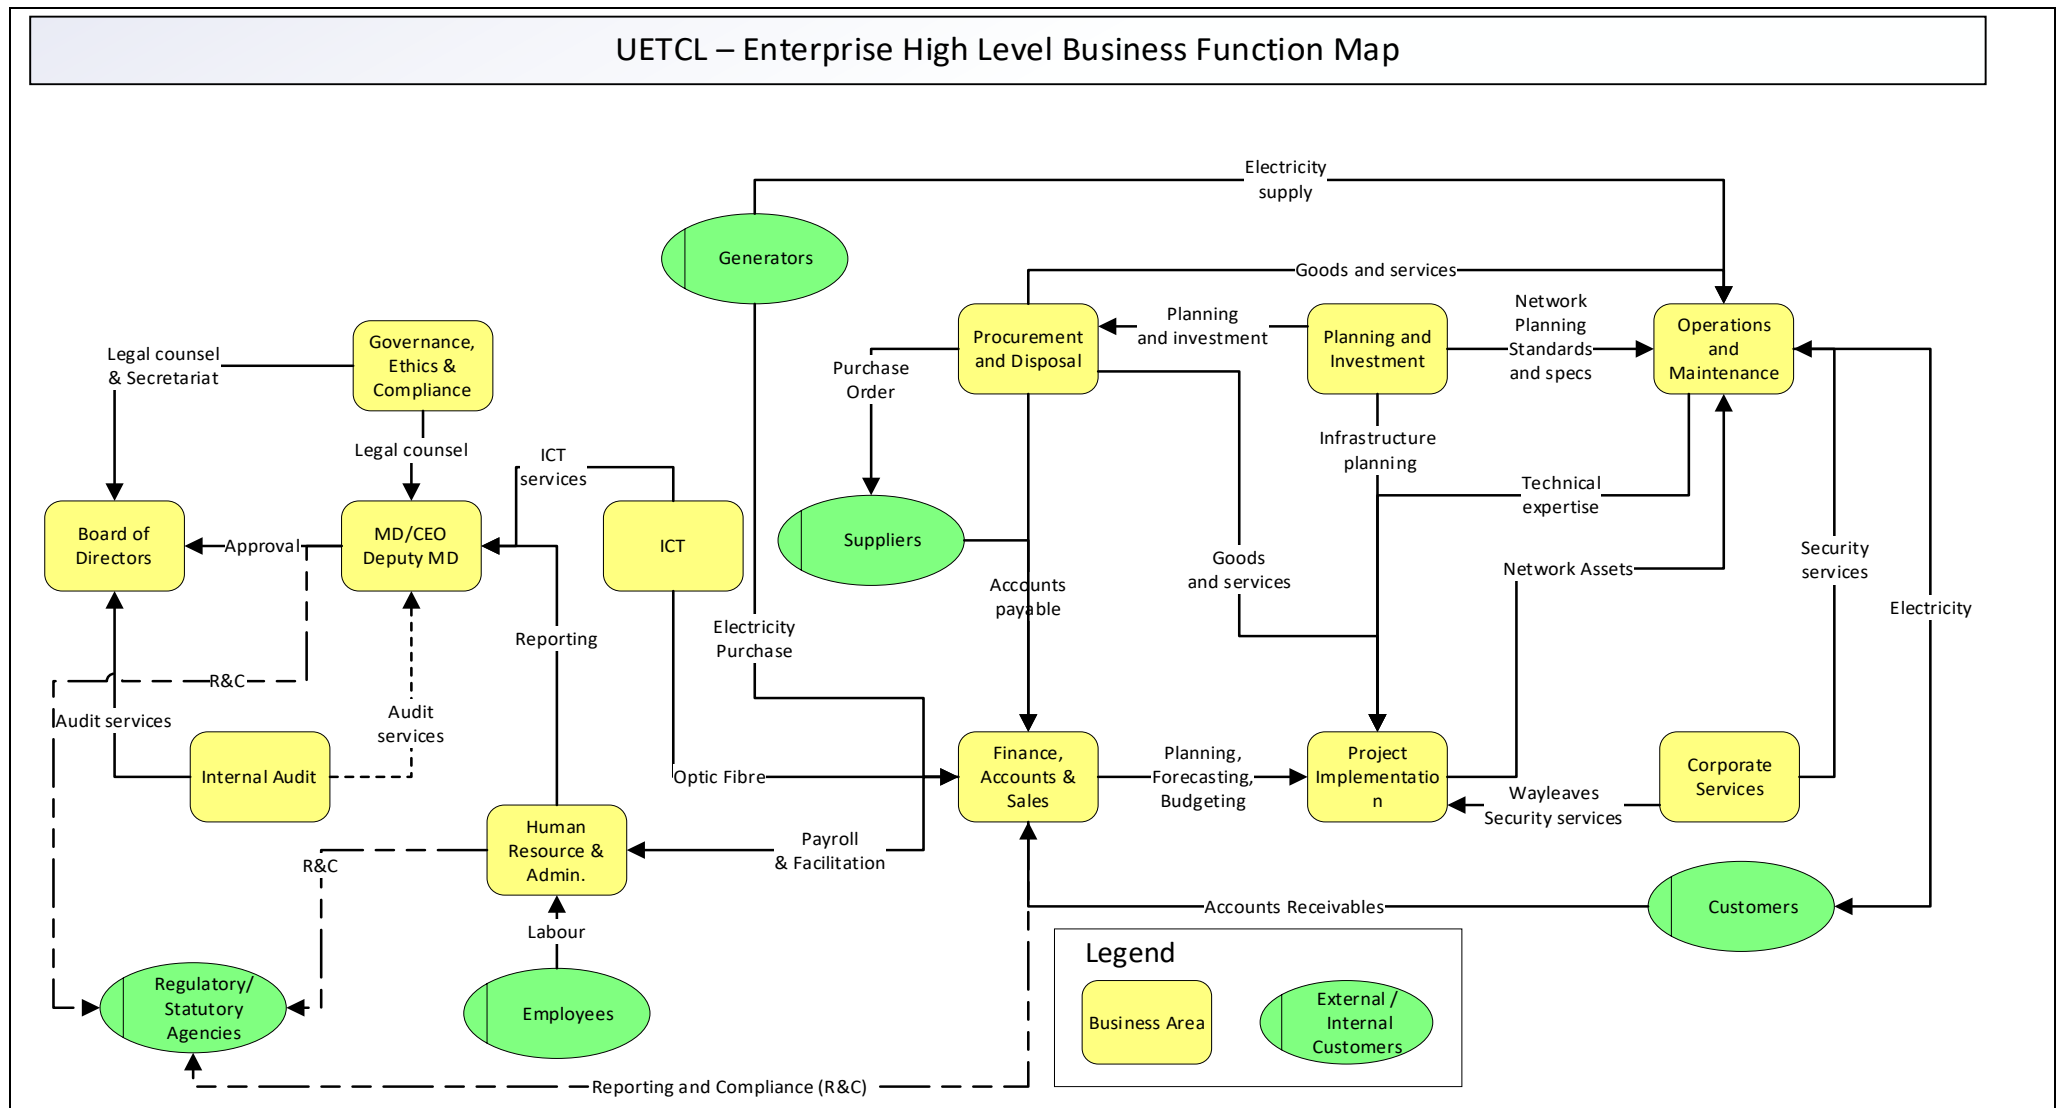 UETCL – Enterprise High Level Business Function Map
Electricity
supply
Generators
Goods and services
Governance,
Ethics &
Compliance
Legal counsel
& Secretariat
Legal counsel
Procurement
and Disposal
Planning
and investment
Planning and
Investment
Network
Planning
Standards
and specs
Operations
and
Maintenance
Purchase
Order
ICT
services
Infrastructure
planning
Technical
expertise
Board of
Directors
Approval
MD/CEO
Deputy MD
ICT
Suppliers
Accounts
payable
Goods
and services
Network Assets
Security
services
Electricity
Reporting
Electricity
Purchase
R&C
Audit services
Audit
services
Internal Audit
Optic Fibre
Finance,
Accounts &
Sales
Planning,
Forecasting,
Budgeting
Project
Implementatio
n
Wayleaves
Security services
Corporate
Services
Human
Resource &
Admin.
Payroll
& Facilitation
R&C
Labour
Accounts Receivables
Customers
Regulatory/
Statutory
Agencies
Employees
Reporting and Compliance (R&C)
Legend
Business Area
External /
Internal
Customers